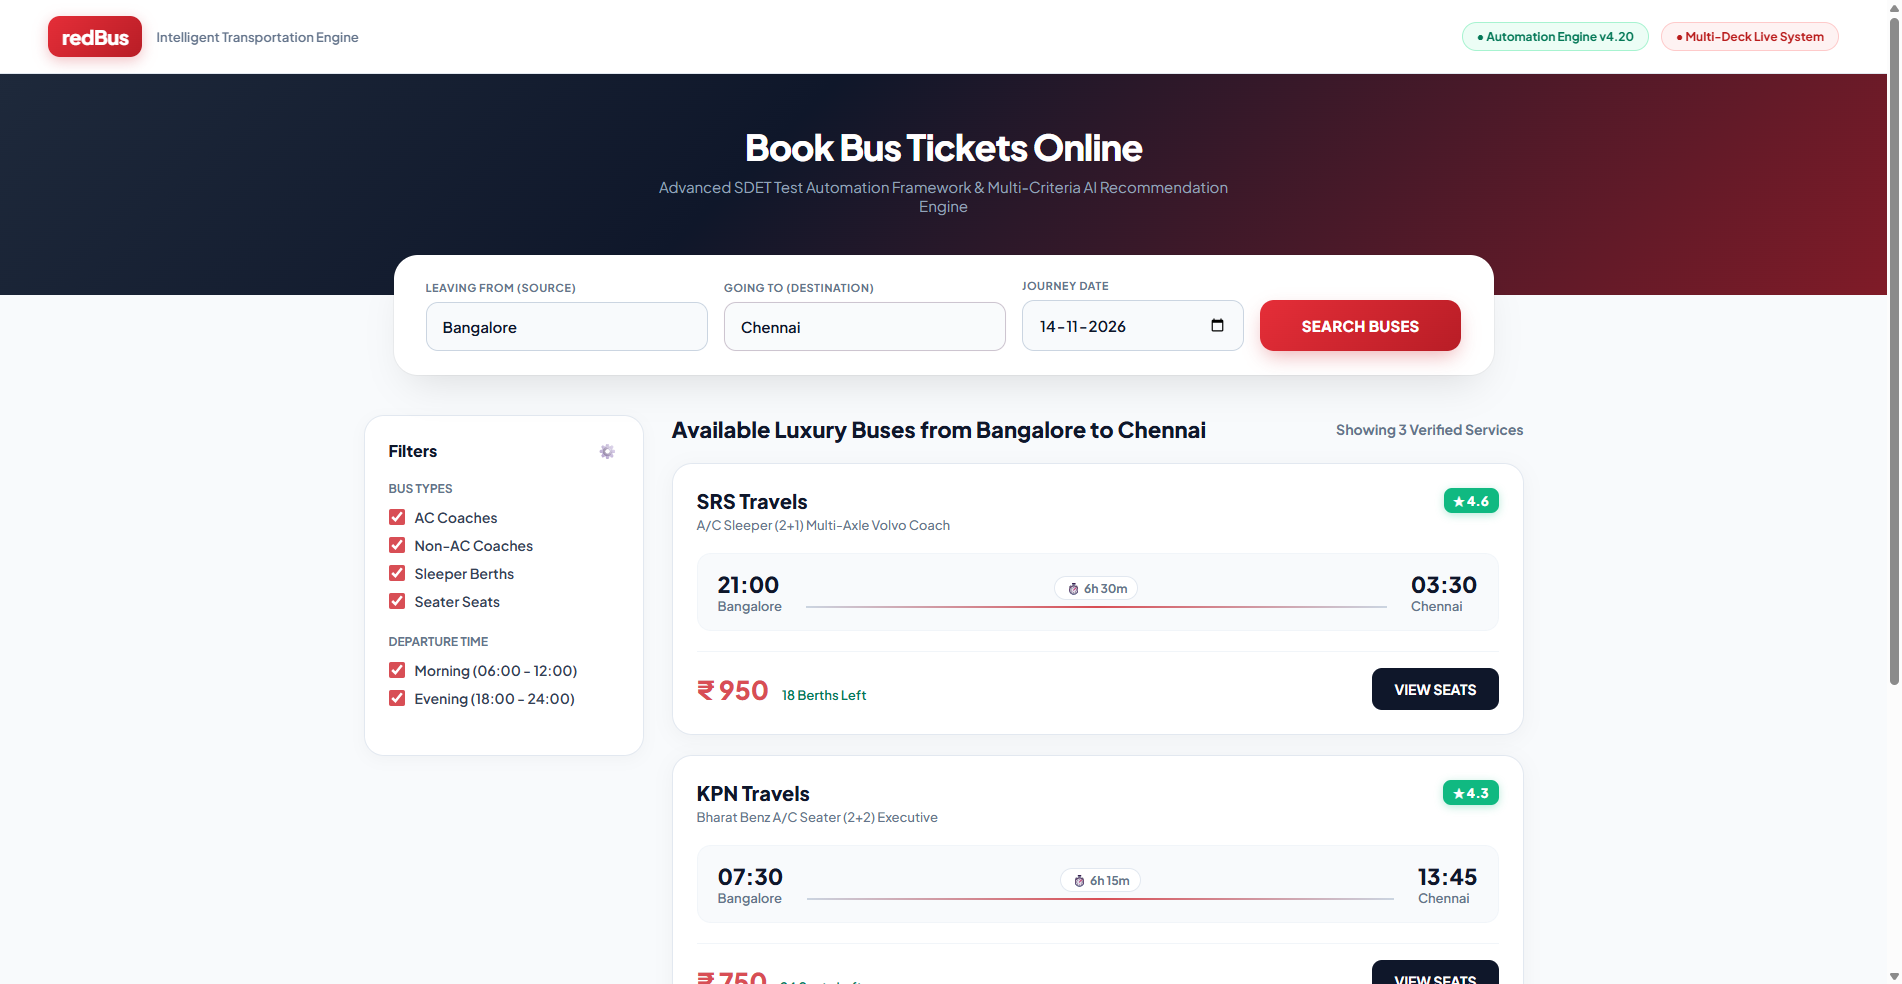 redBus
Intelligent Transportation Engine
● Automation Engine v4.20
● Multi-Deck Live System
Book Bus Tickets Online
Advanced SDET Test Automation Framework & Multi-Criteria AI Recommendation
Engine
LEAVING FROM (SOURCE)
GOING TO (DESTINATION)
JOURNEY DATE
Bangalore
Chennai
14-11-2026
SEARCH BUSES
Filters
BUS TYPES
AC Coaches
Non-AC Coaches
Sleeper Berths
Seater Seats
DEPARTURE TIME
Morning (06:00 - 12:00)
Evening (18:00 - 24:00)
Available Luxury Buses from Bangalore to Chennai
Showing 3 Verified Services
SRS Travels
★ 4.6
A/C Sleeper (2+1) Multi-Axle Volvo Coach
21:00
6h 30m
03:30
Bangalore
Chennai
₹ 950
18 Berths Left
VIEW SEATS
KPN Travels
★ 4.3
Bharat Benz A/C Seater (2+2) Executive
07:30
6h 15m
13:45
Bangalore
Chennai
₹ 750
VIEW SEATS